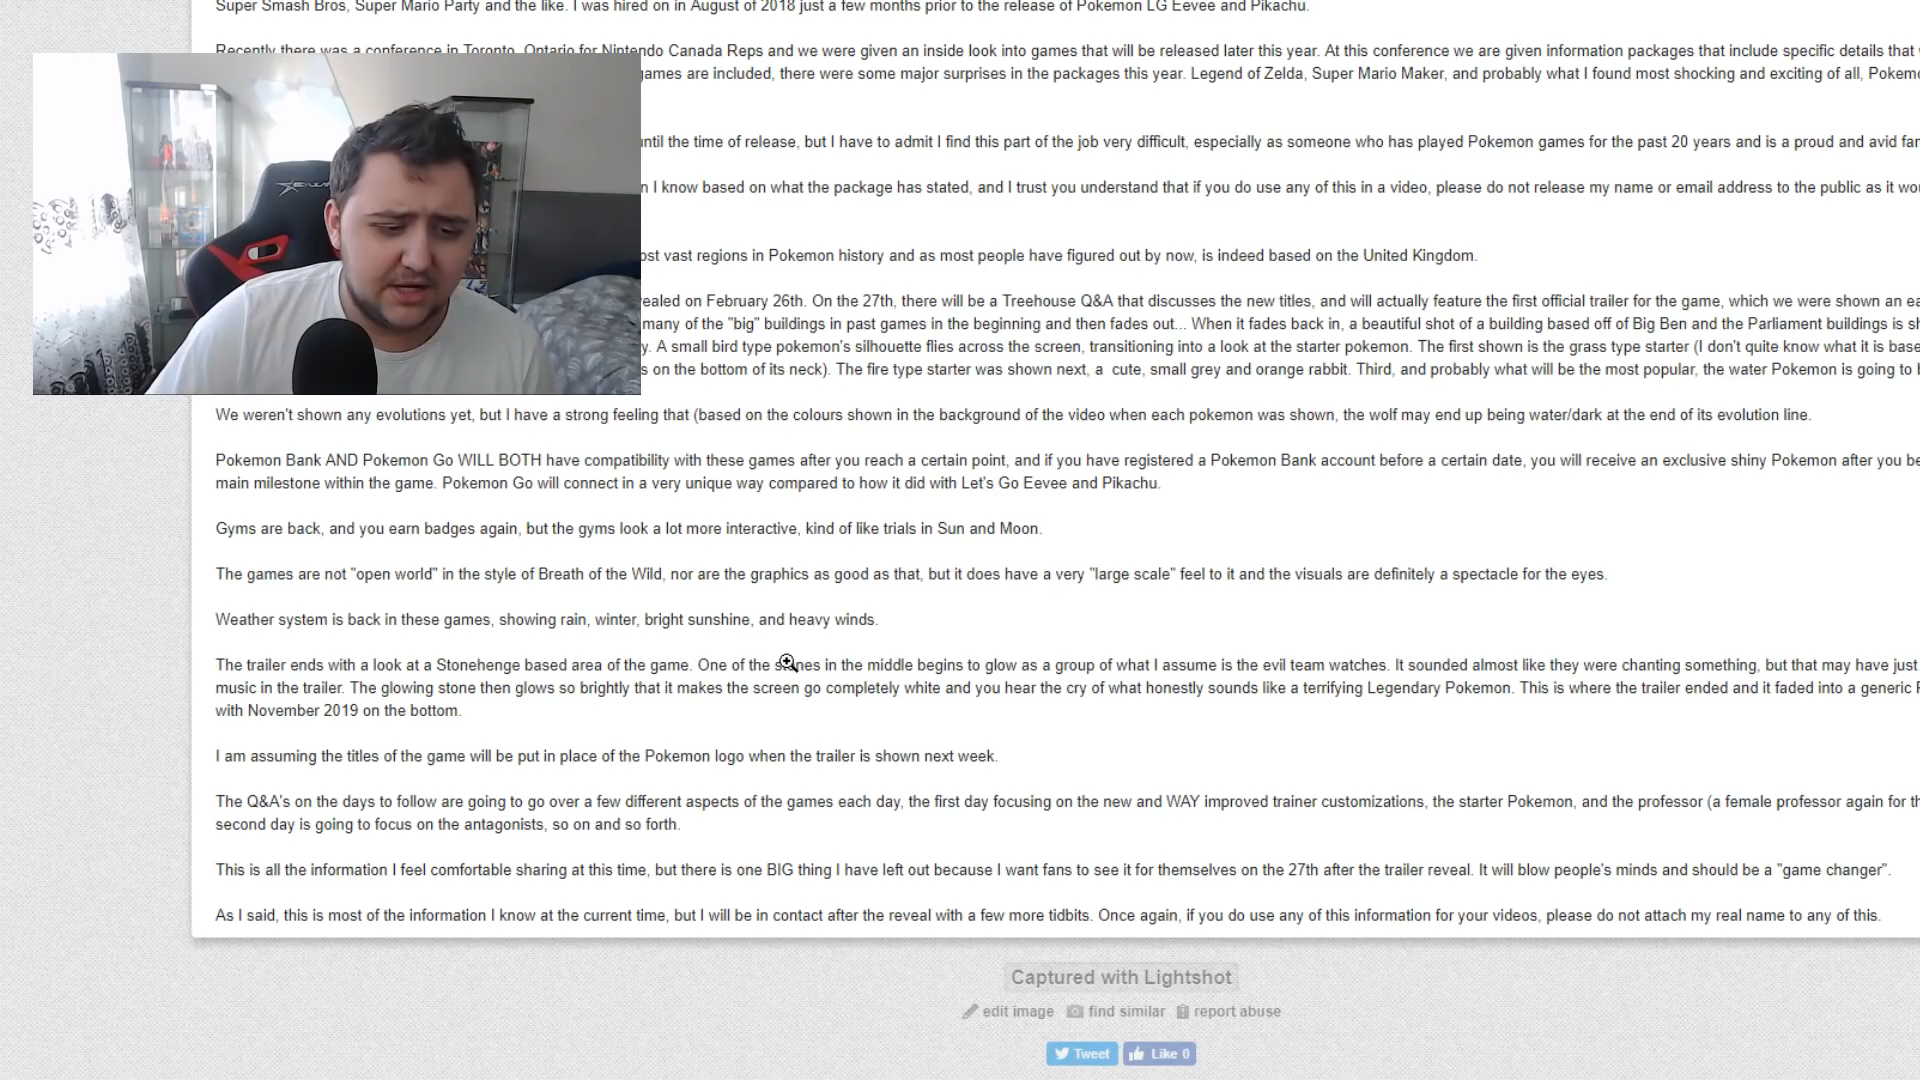 Super Smash Bros, Super Mario Party and the like. I was hired on in August of 2018 just a few months prior to the release of Pokemon LG Eevee and Pikachu.
Recently there was a conference in Toronto, Ontario for Nintendo Canada Reps and we were given an inside look into games that will be released later this year. At this conference we are given information packages that include specific details that
games are included, there were some major surprises in the packages this year. Legend of Zelda, Super Mario Maker, and probably what I found most shocking and exciting of all,
until the time of release, but I have to admit I find this part of the job very difficult, especially as someone who has played Pokemon games for the past 20 years and is a proud and avid
I know based on what the package has stated, and I trust you understand that if you do use any of this in a video, please do not release my name or email address to the public as it
vast regions in Pokemon history and as most people have figured out by now, is indeed based on the United Kingdom.
on February 26th. On the 27th, there will be a Treehouse Q&A that discusses the new titles, and will actually feature the first official trailer for the game, which we were shown an
many of the "big" buildings in past games in the beginning and then fades out... When it fades back in, a beautiful shot of a building based off of Big Ben and the Parliament buildings is
A small bird type pokemon's silhouette flies across the screen, transitioning into a look at the starter pokemon. The first shown is the grass type starter (I don't quite know what it is
on the bottom of its neck). The fire type starter was shown next, a cute, small grey and orange rabbit. Third, and probably what will be the most popular, the water Pokemon is going to
We weren't shown any evolutions yet, but I have a strong feeling that (based on the colours shown in the background of the video when each pokemon was shown, the wolf may end up being water/dark at the end of its evolution line.
Pokemon Bank AND Pokemon Go WILL BOTH have compatibility with these games after you reach a certain point, and if you have registered a Pokemon Bank account before a certain date, you will receive an exclusive shiny Pokemon after you
main milestone within the game. Pokemon Go will connect in a very unique way compared to how it did with Let's Go Eevee and Pikachu.
Gyms are back, and you earn badges again, but the gyms look a lot more interactive, kind of like trials in Sun and Moon.
The games are not "open world" in the style of Breath of the Wild, nor are the graphics as good as that, but it does have a very "large scale" feel to it and the visuals are definitely a spectacle for the eyes.
Weather system is back in these games, showing rain, winter, bright sunshine, and heavy winds.
The trailer ends with a look at a Stonehenge based area of the game. One of the stones in the middle begins to glow as a group of what I assume is the evil team watches. It sounded almost like they were chanting something, but that may have just
music in the trailer. The glowing stone then glows so brightly that it makes the screen go completely white and you hear the cry of what honestly sounds like a terrifying Legendary Pokemon. This is where the trailer ended and it faded into a generic
with November 2019 on the bottom.
I am assuming the titles of the game will be put in place of the Pokemon logo when the trailer is shown next week.
The Q&A's on the days to follow are going to go over a few different aspects of the games each day, the first day focusing on the new and WAY improved trainer customizations, the starter Pokemon, and the professor (a female professor again for
second day is going to focus on the antagonists, so on and so forth.
This is all the information I feel comfortable sharing at this time, but there is one BIG thing I have left out because I want fans to see it for themselves on the 27th after the trailer reveal. It will blow people's minds and should be a "game changer".
As I said, this is most of the information I know at the current time, but I will be in contact after the reveal with a few more tidbits. Once again, if you do use any of this information for your videos, please do not attach my real name to any of this.
Captured with Lightshot
edit image find similar report abuse
Tweet Like 0